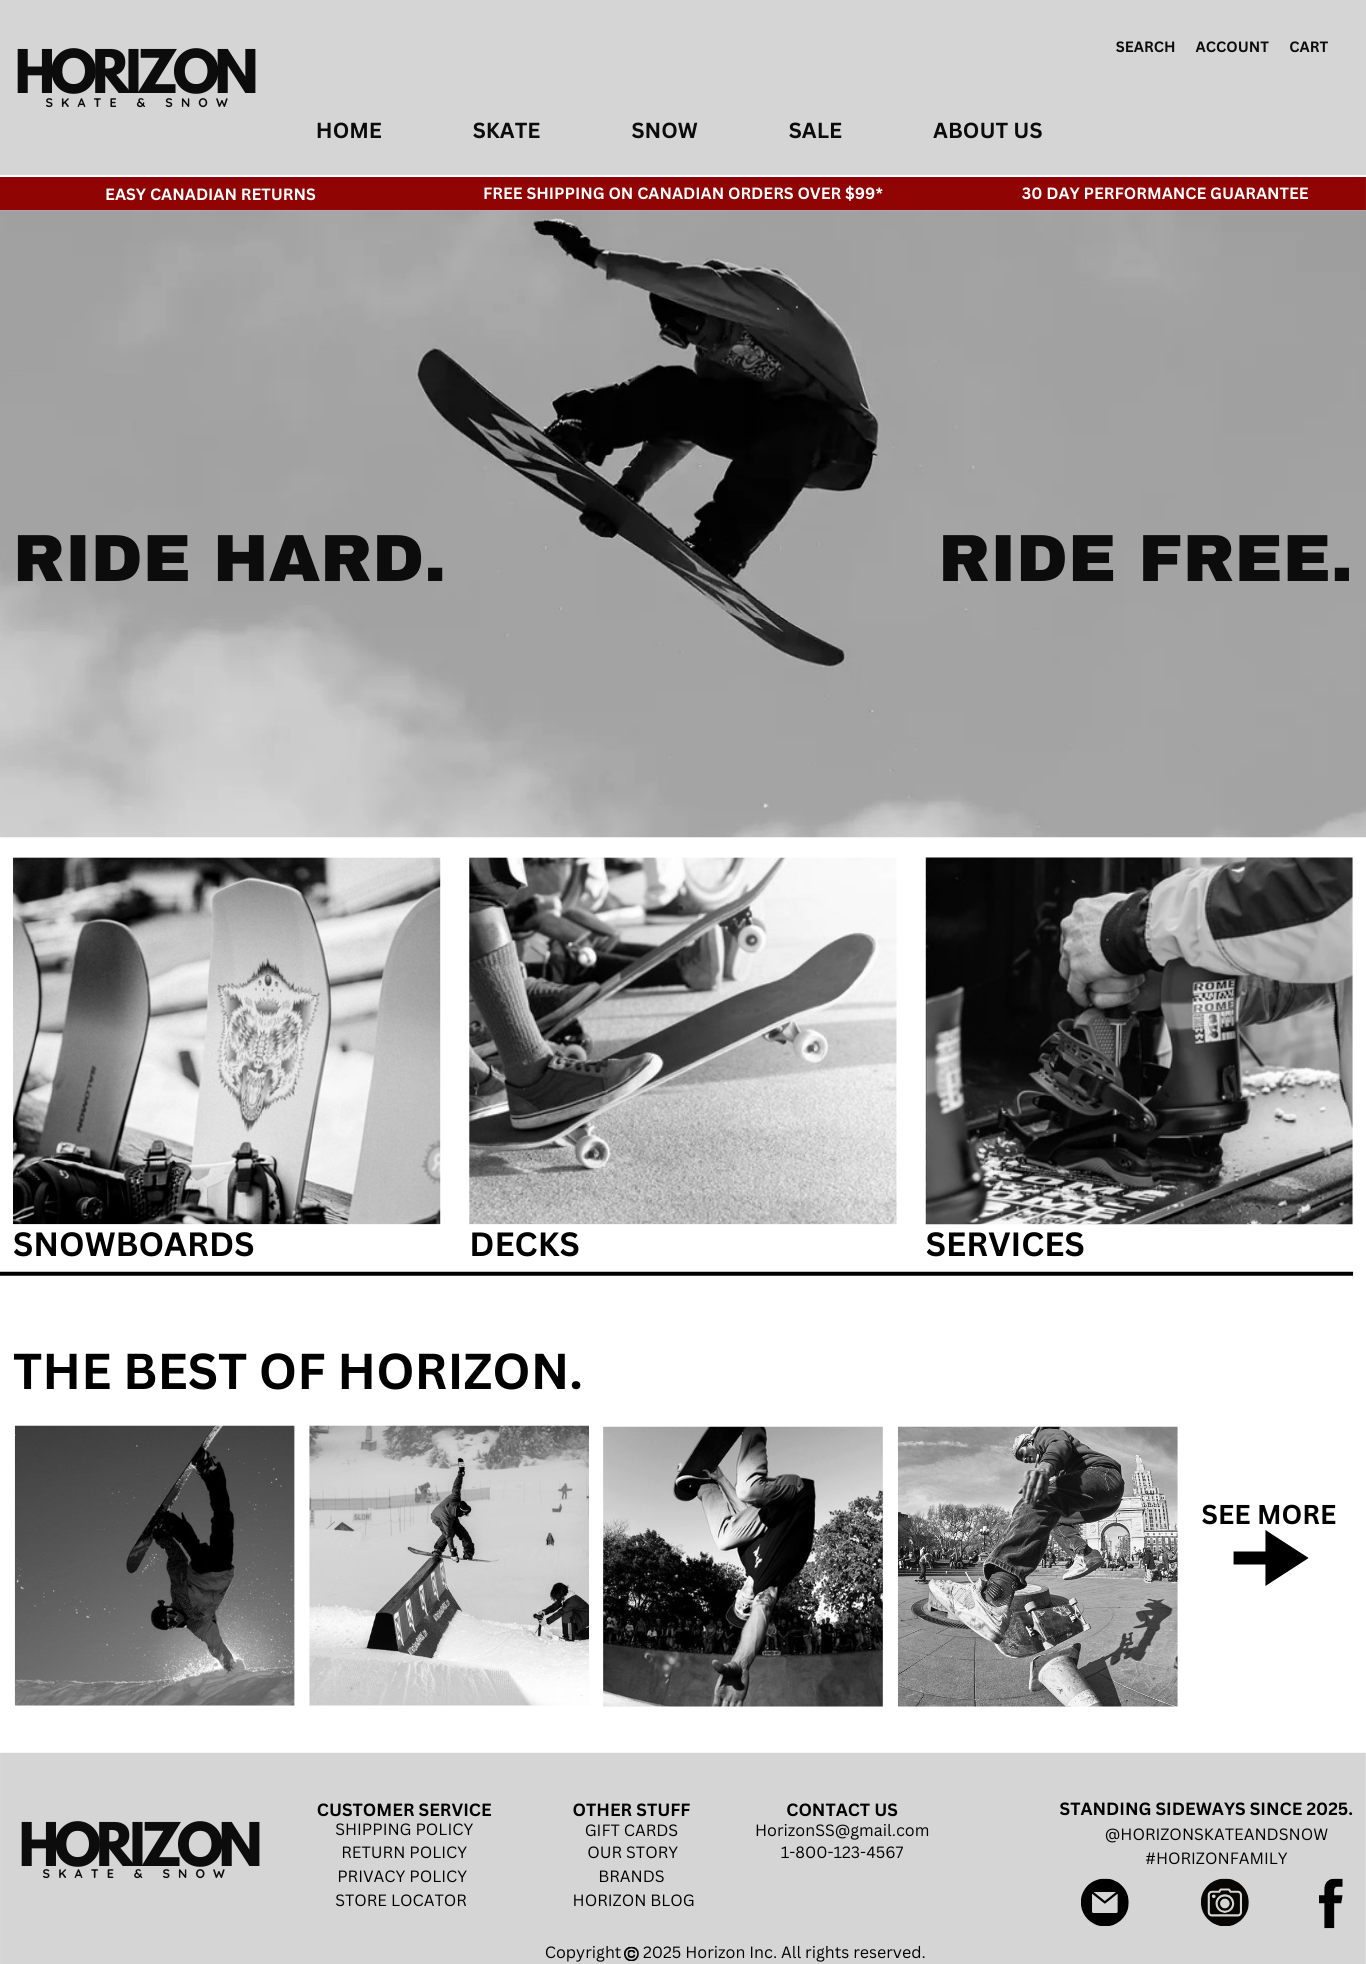 HORIZON
SKATE & SNOW
SEARCH ACCOUNT CART
HOME SKATE SNOW SALE ABOUT US
EASY CANADIAN RETURNS FREE SHIPPING ON CANADIAN ORDERS OVER $99* 30 DAY PERFORMANCE GUARANTEE
RIDE HARD. RIDE FREE.
SALOMON
ROME
ROME
SNOWBOARDS DECKS SERVICES
THE BEST OF HORIZON.
SLOW
SEE MORE
HORIZON
SKATE & SNOW
CUSTOMER SERVICE
SHIPPING POLICY
RETURN POLICY
PRIVACY POLICY
STORE LOCATOR
OTHER STUFF
GIFT CARDS
OUR STORY
BRANDS
HORIZON BLOG
CONTACT US
HorizonSS@gmail.com
1-800-123-4567
STANDING SIDEWAYS SINCE 2025.
@HORIZONSKATEANDSNOW
#HORIZONFAMILY
Copyright © 2025 Horizon Inc. All rights reserved.